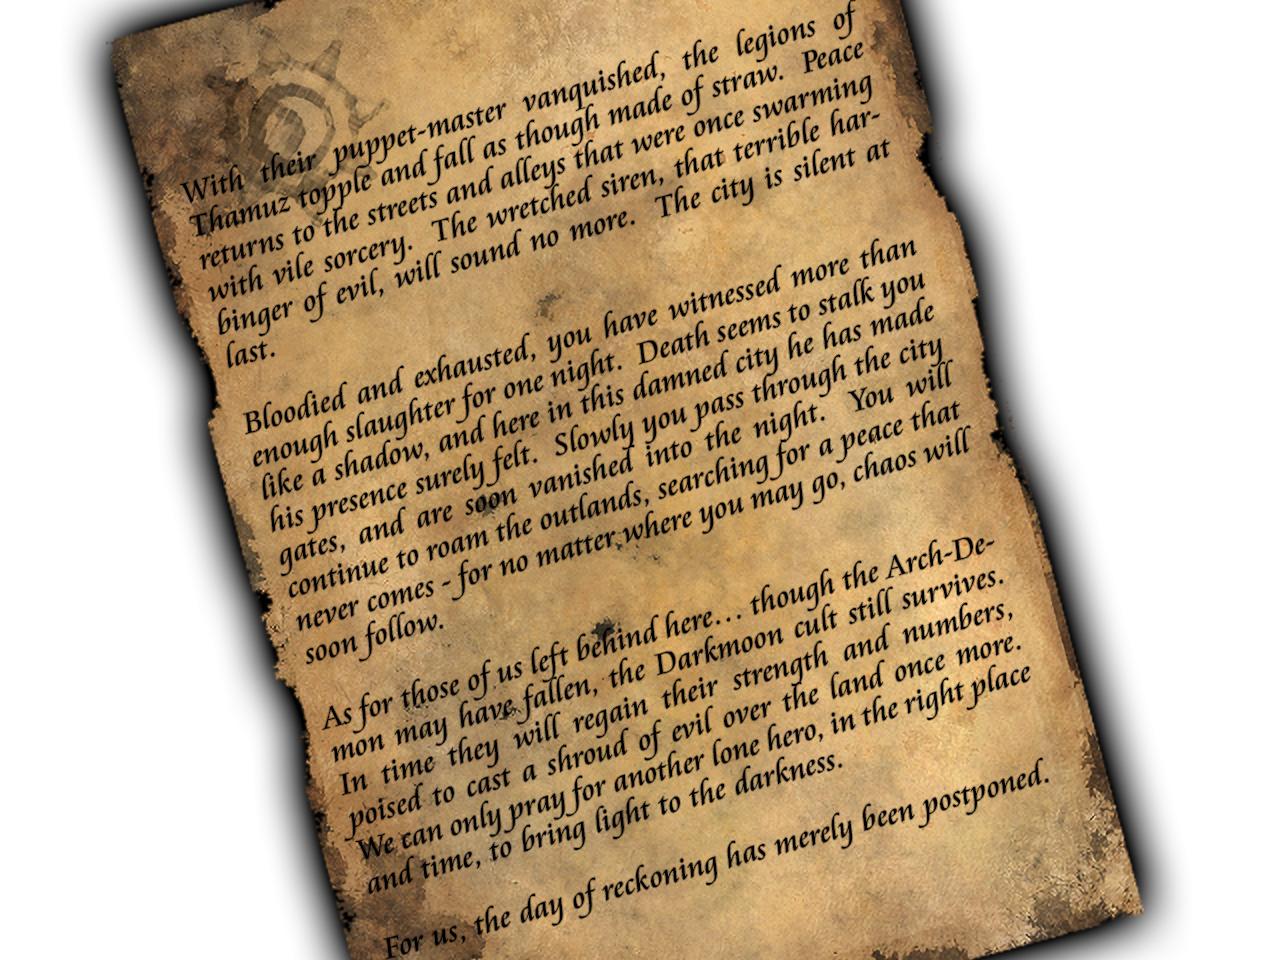 With their puppet-master vanquished, the legions of
Thamuz topple and fall as though made of straw. Peace
returns to the streets and alleys that were once swarming
with vile sorcery. The wretched siren, that terrible har-
binger of evil, will sound no more. The city is silent at
last.
Bloodied and exhausted, you have witnessed more than
enough slaughter for one night. Death seems to stalk you
like a shadow, and here in this damned city he has made
his presence surely felt. Slowly you pass through the city
gates, and are soon vanished into the night. You will
continue to roam the outlands, searching for a peace that
never comes - for no matter where you may go, chaos will
soon follow.
As for those of us left behind here... though the Arch-De-
mon may have fallen, the Darkmoon cult still survives.
In time they will regain their strength and numbers,
poised to cast a shroud of evil over the land once more.
We can only pray for another lone hero, in the right place
and time, to bring light to the darkness.
For us, the day of reckoning has merely been postponed.